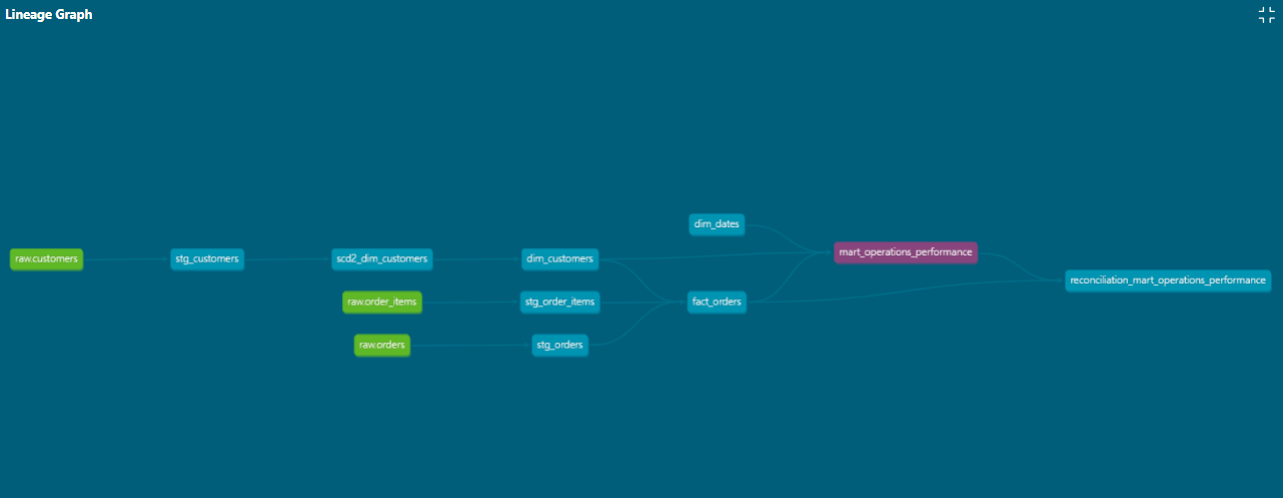 Lineage Graph
dim_dates
mart_operations_performance
raw.customers
stg_customers
scd2_dim_customers
dim_customers
reconciliation_mart_operations_performance
raw.order_items
stg_order_items
fact_orders
raw.orders
stg_orders